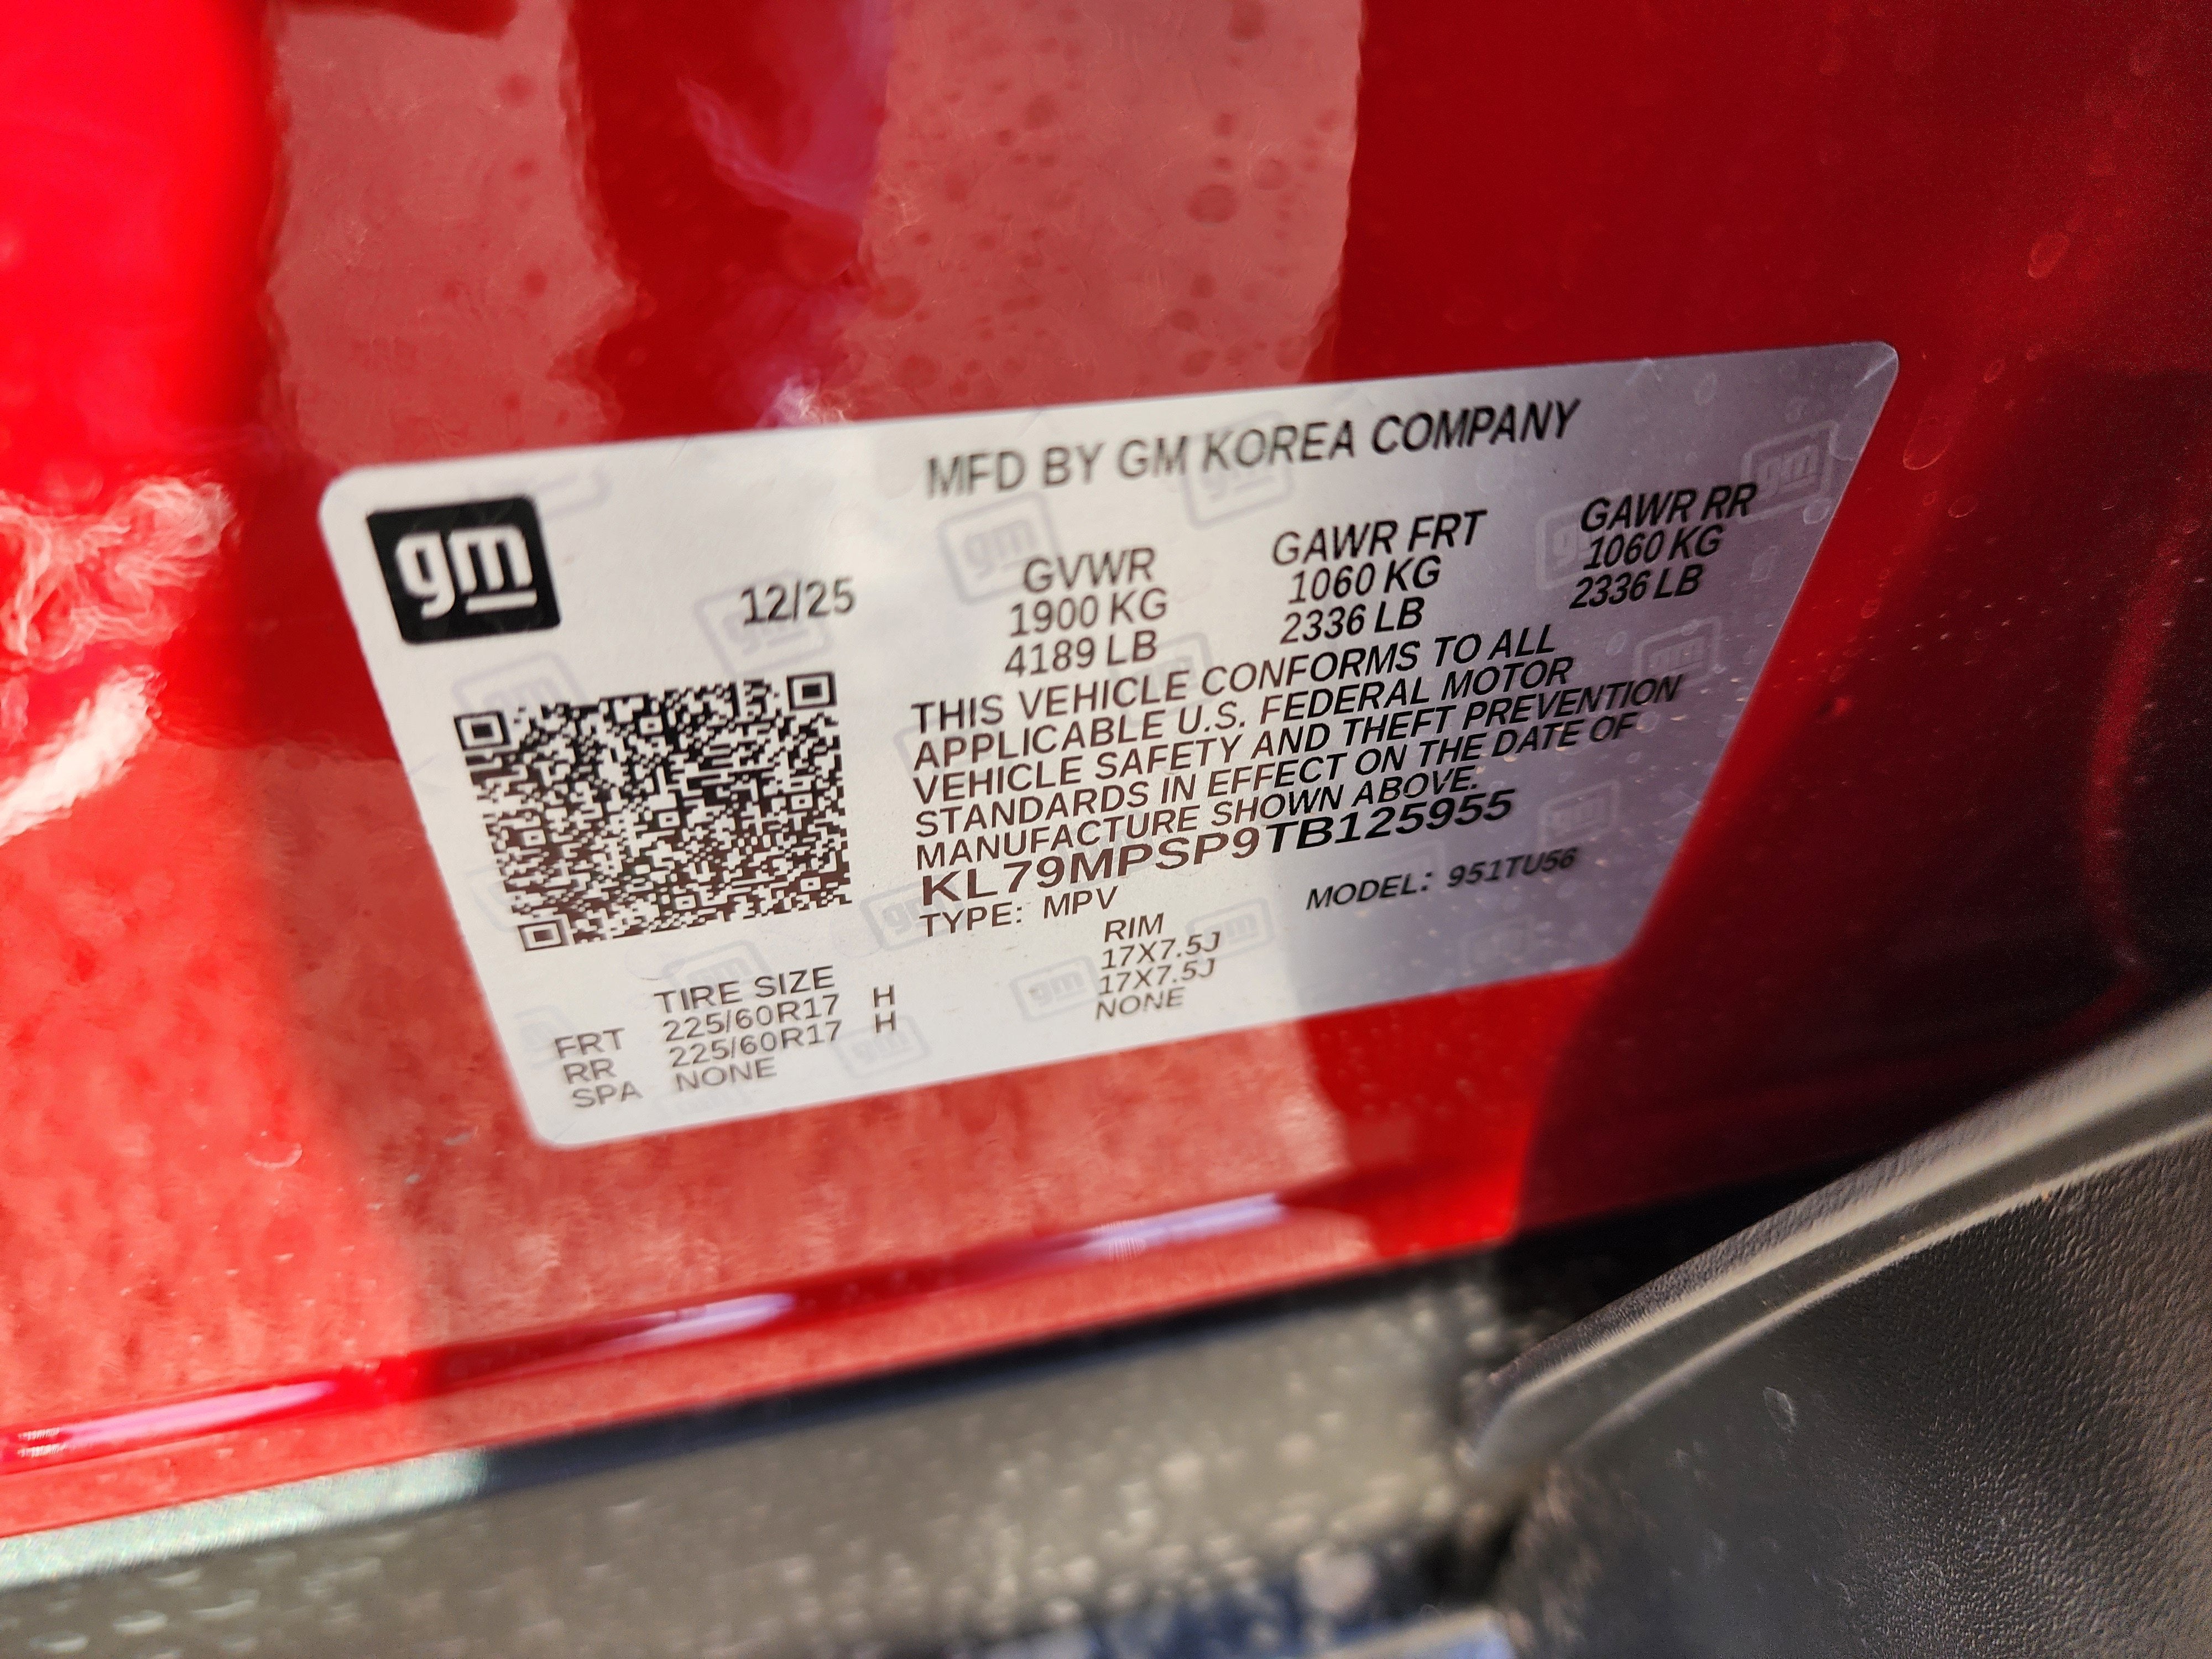 MFD BY GM KOREA COMPANY
gm
12/25
GVWR GAWR FRT GAWR RR
1900 KG 1060 KG 1060 KG
4189 LB 2336 LB 2336 LB
THIS VEHICLE CONFORMS TO ALL
APPLICABLE U.S. FEDERAL MOTOR
VEHICLE SAFETY AND THEFT PREVENTION
STANDARDS IN EFFECT ON THE DATE OF
MANUFACTURE SHOWN ABOVE.
KL79MPSP9TB125955
TYPE: MPV MODEL: 951TU56
TIRE SIZE RIM
FRT 225/60R17 H 17X7.5J
RR 225/60R17 H 17X7.5J
SPA NONE NONE